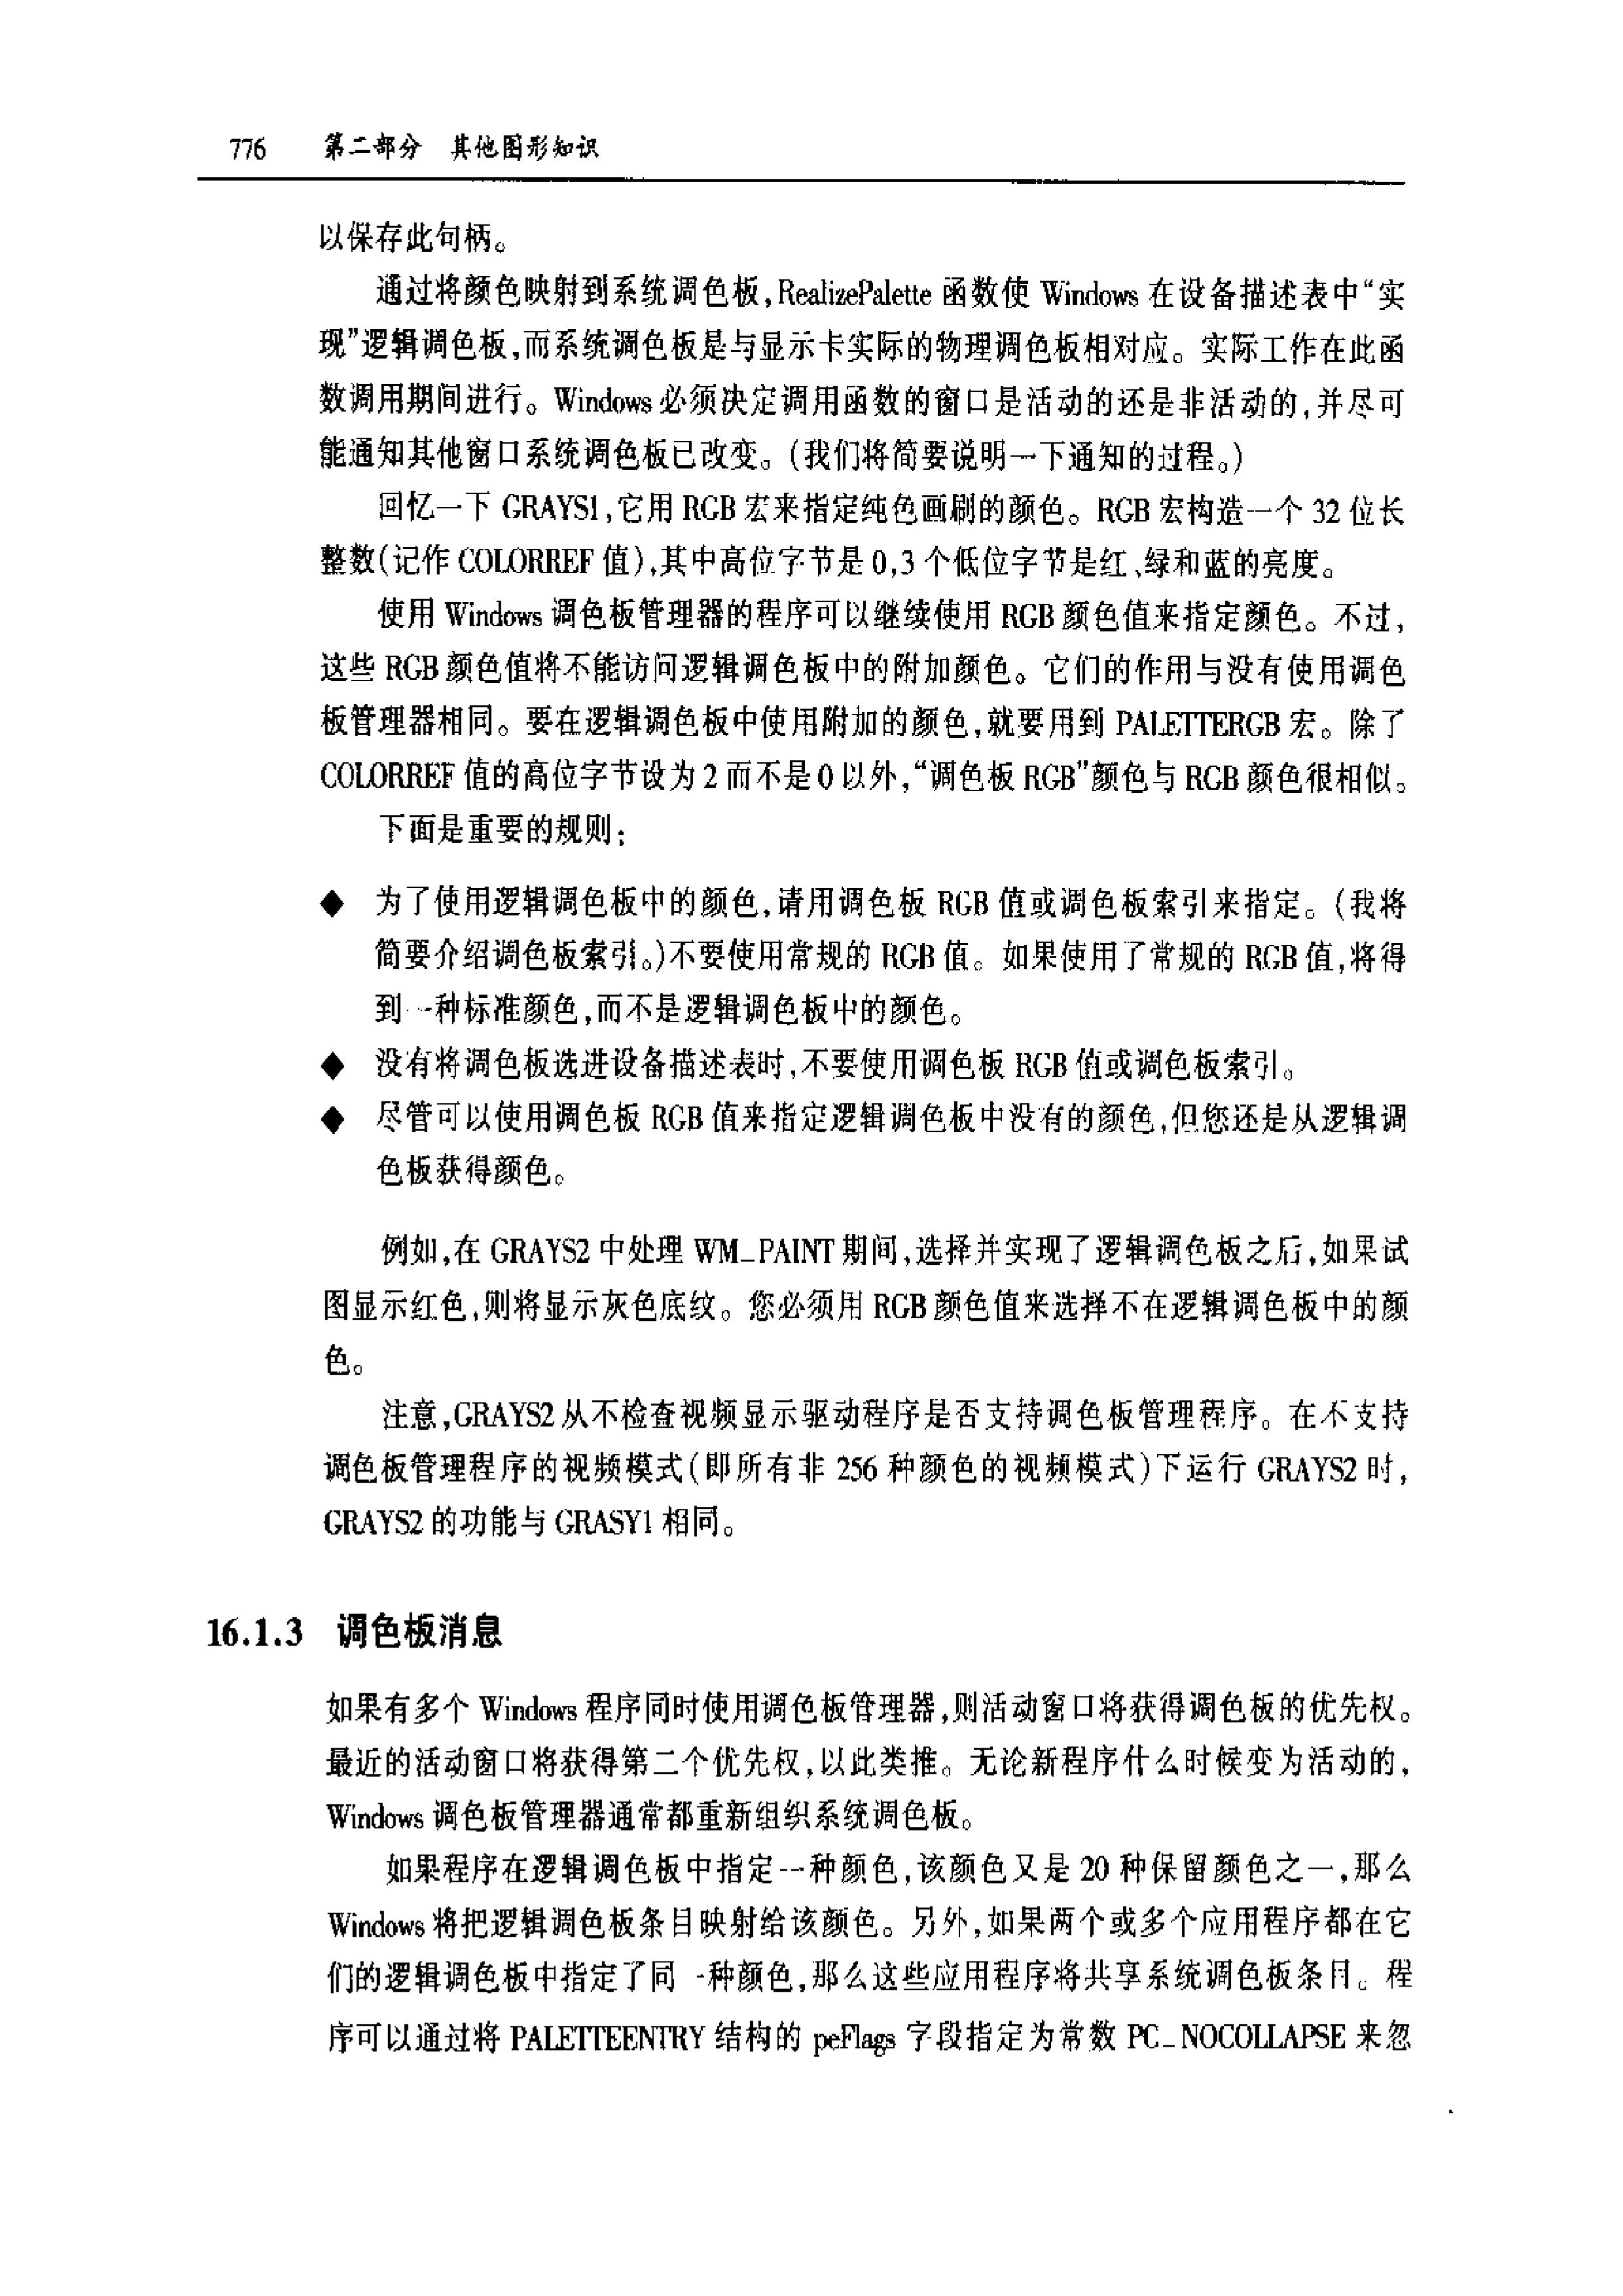 776 第二部分 其他图形知识
以保存此句柄。
通过将颜色映射到系统调色板,RealizePalette 函数使 Windows 在设备描述表中“实
现”逻辑调色板,而系统调色板是与显示卡实际的物理调色板相对应。实际工作在此函
数调用期间进行。Windows 必须决定调用函数的窗口是活动的还是非活动的,并尽可
能通知其他窗口系统调色板已改变。(我们将简要说明一下通知的过程。)
回忆一下 GRAYS1,它用 RGB 宏来指定纯色画刷的颜色。RGB 宏构造一个 32 位长
整数(记作 COLORREF 值),其中高位字节是 0,3 个低位字节是红、绿和蓝的亮度。
使用 Windows 调色板管理器的程序可以继续使用 RGB 颜色值来指定颜色。不过,
这些 RGB 颜色值将不能访问逻辑调色板中的附加颜色。它们的作用与没有使用调色
板管理器相同。要在逻辑调色板中使用附加的颜色,就要用到 PALETTERGB 宏。除了
COLORREF 值的高位字节设为 2 而不是 0 以外,“调色板 RGB”颜色与 RGB 颜色很相似。
下面是重要的规则:
◆ 为了使用逻辑调色板中的颜色,请用调色板 RGB 值或调色板索引来指定。(我将
简要介绍调色板索引。)不要使用常规的 RGB 值。如果使用了常规的 RGB 值,将得
到一种标准颜色,而不是逻辑调色板中的颜色。
◆ 没有将调色板选进设备描述表时,不要使用调色板 RGB 值或调色板索引。
◆ 尽管可以使用调色板 RGB 值来指定逻辑调色板中没有的颜色,但您还是从逻辑调
色板获得颜色。
例如,在 GRAYS2 中处理 WM_PAINT 期间,选择并实现了逻辑调色板之后,如果试
图显示红色,则将显示灰色底纹。您必须用 RGB 颜色值来选择不在逻辑调色板中的颜
色。
注意,GRAYS2 从不检查视频显示驱动程序是否支持调色板管理程序。在不支持
调色板管理程序的视频模式(即所有非 256 种颜色的视频模式)下运行 GRAYS2 时,
GRAYS2 的功能与 GRASY1 相同。
16.1.3 调色板消息
如果有多个 Windows 程序同时使用调色板管理器,则活动窗口将获得调色板的优先权。
最近的活动窗口将获得第二个优先权,以此类推。无论新程序什么时候变为活动的,
Windows 调色板管理器通常都重新组织系统调色板。
如果程序在逻辑调色板中指定一种颜色,该颜色又是 20 种保留颜色之一,那么
Windows 将把逻辑调色板条目映射给该颜色。另外,如果两个或多个应用程序都在它
们的逻辑调色板中指定了同一种颜色,那么这些应用程序将共享系统调色板条目。程
序可以通过将 PALETTEENTRY 结构的 peFlags 字段指定为常数 PC_NOCOLLAPSE 来忽